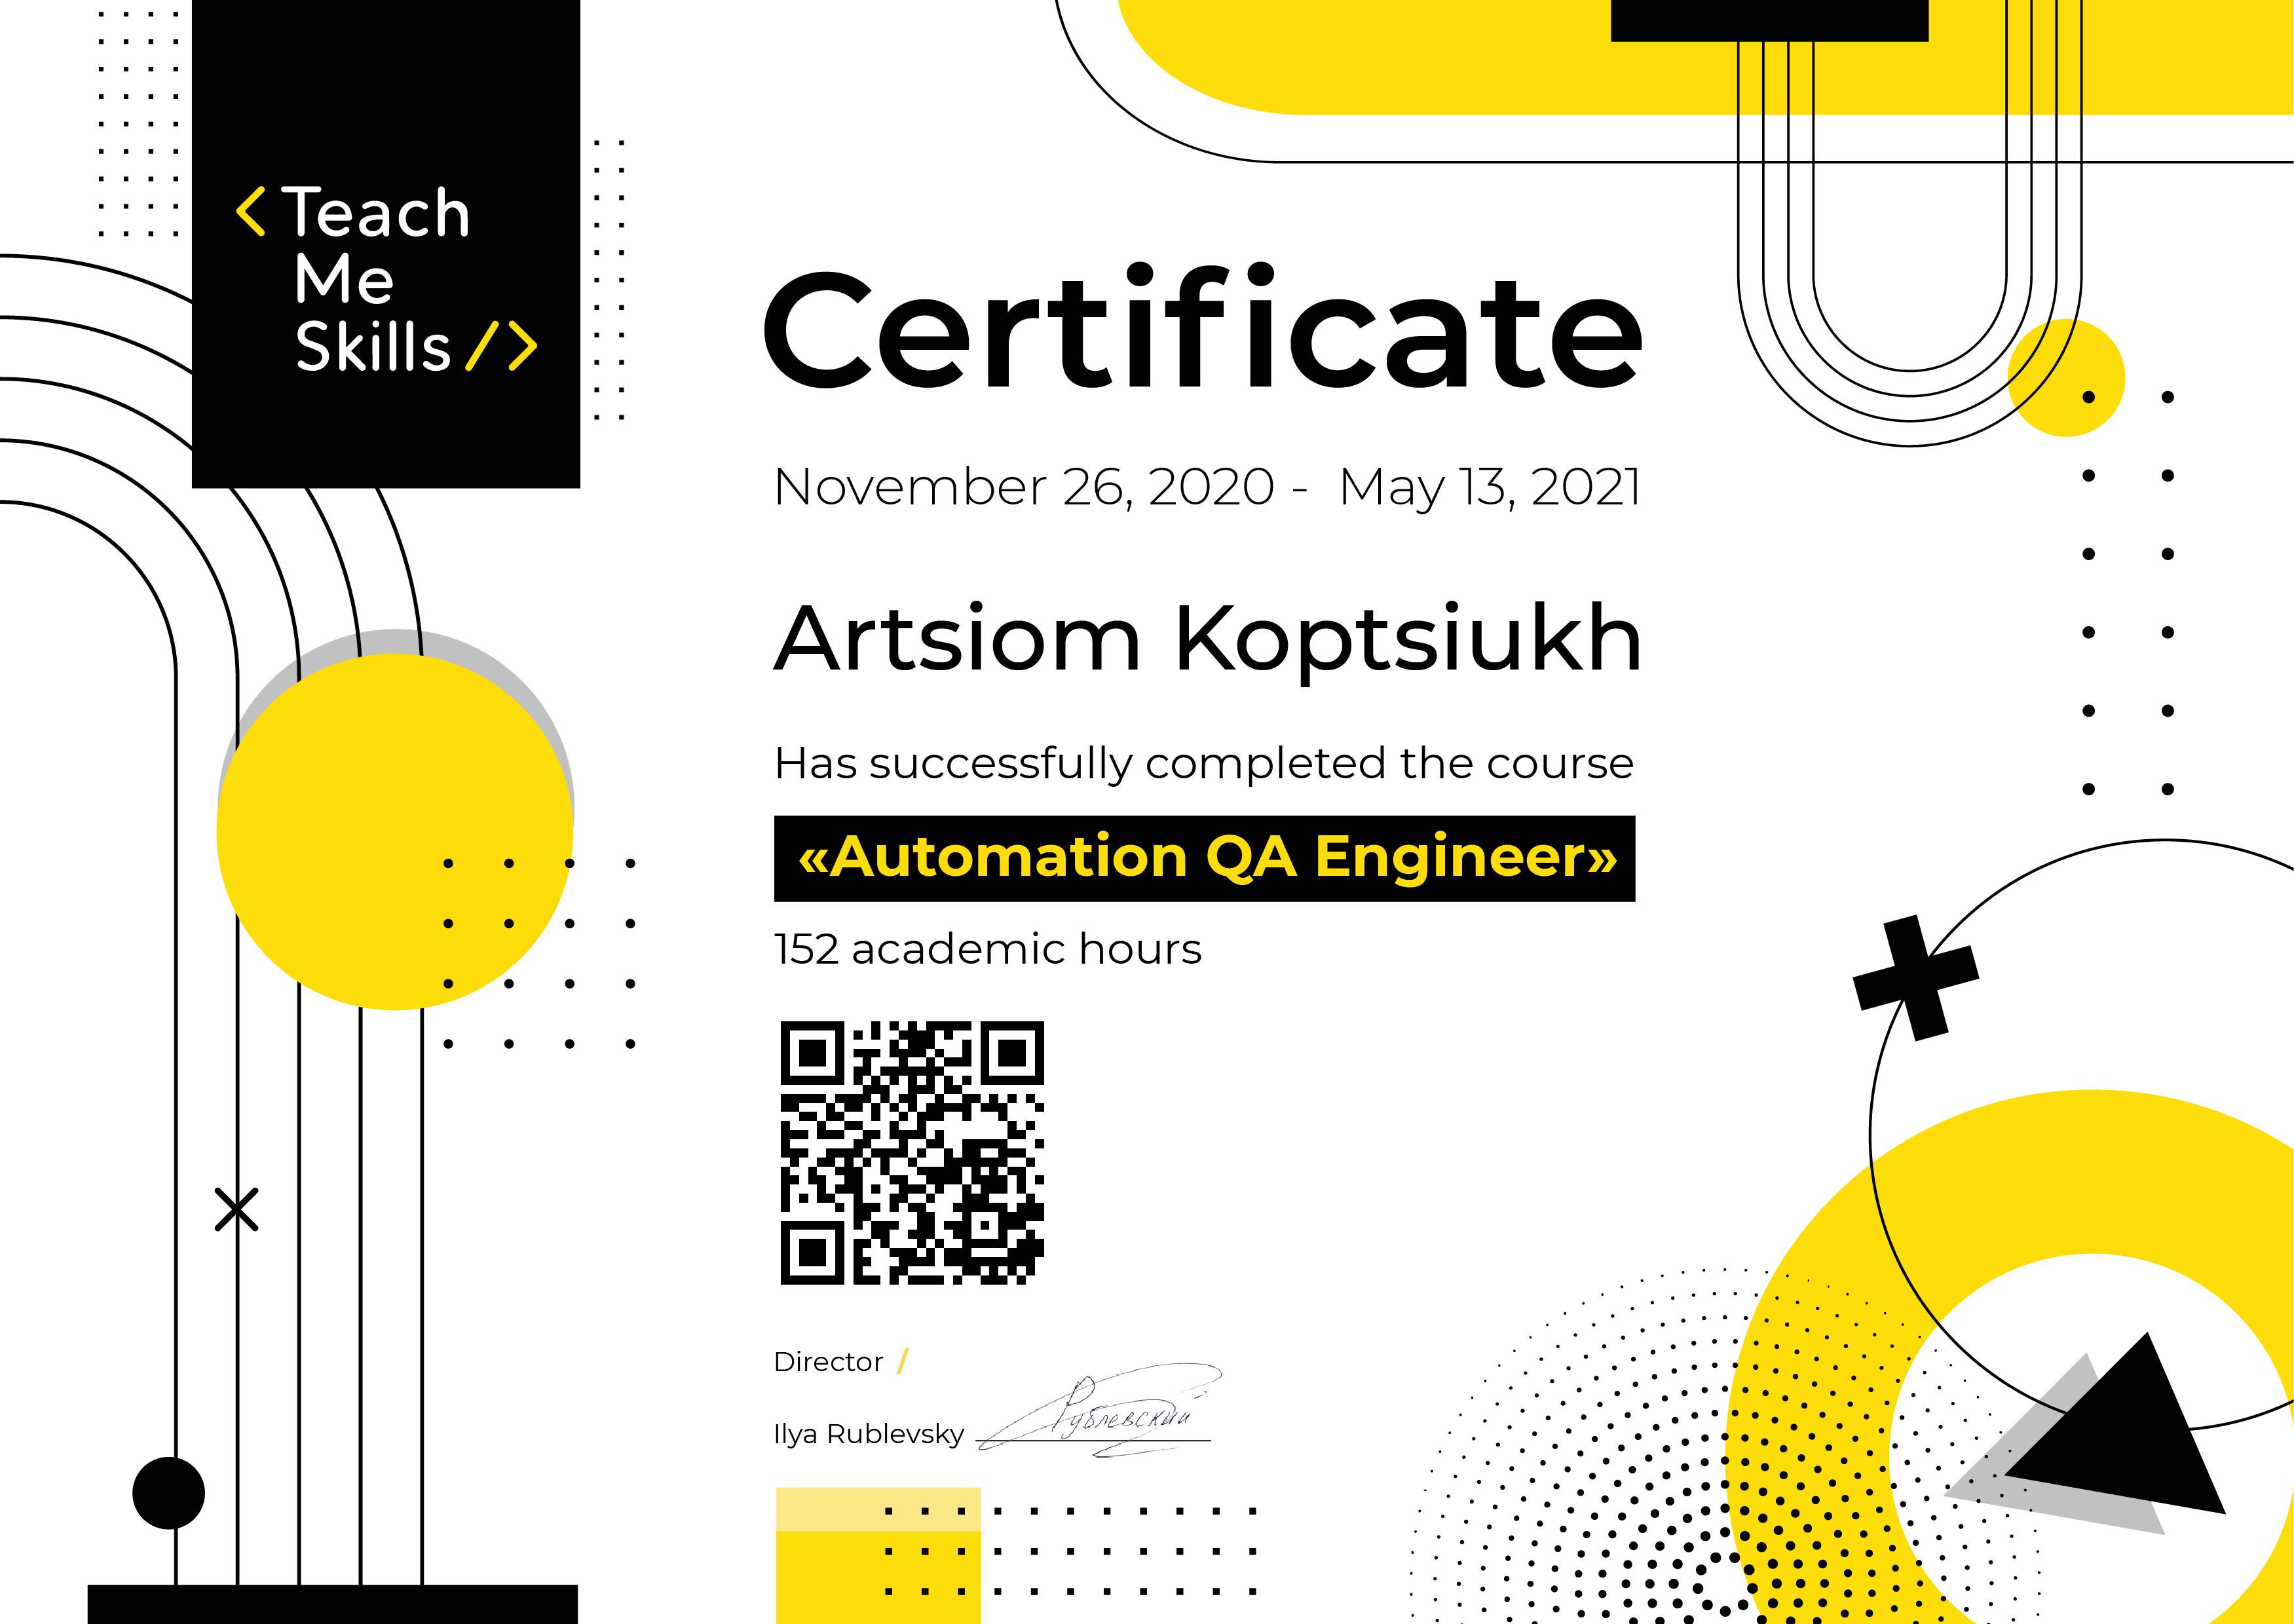 < Teach
Me
Skills />
Certificate
November 26, 2020 - May 13, 2021
Artsiom Koptsiukh
Has successfully completed the course
«Automation QA Engineer»
152 academic hours
Director /
Ilya Rublevsky
Рублевский